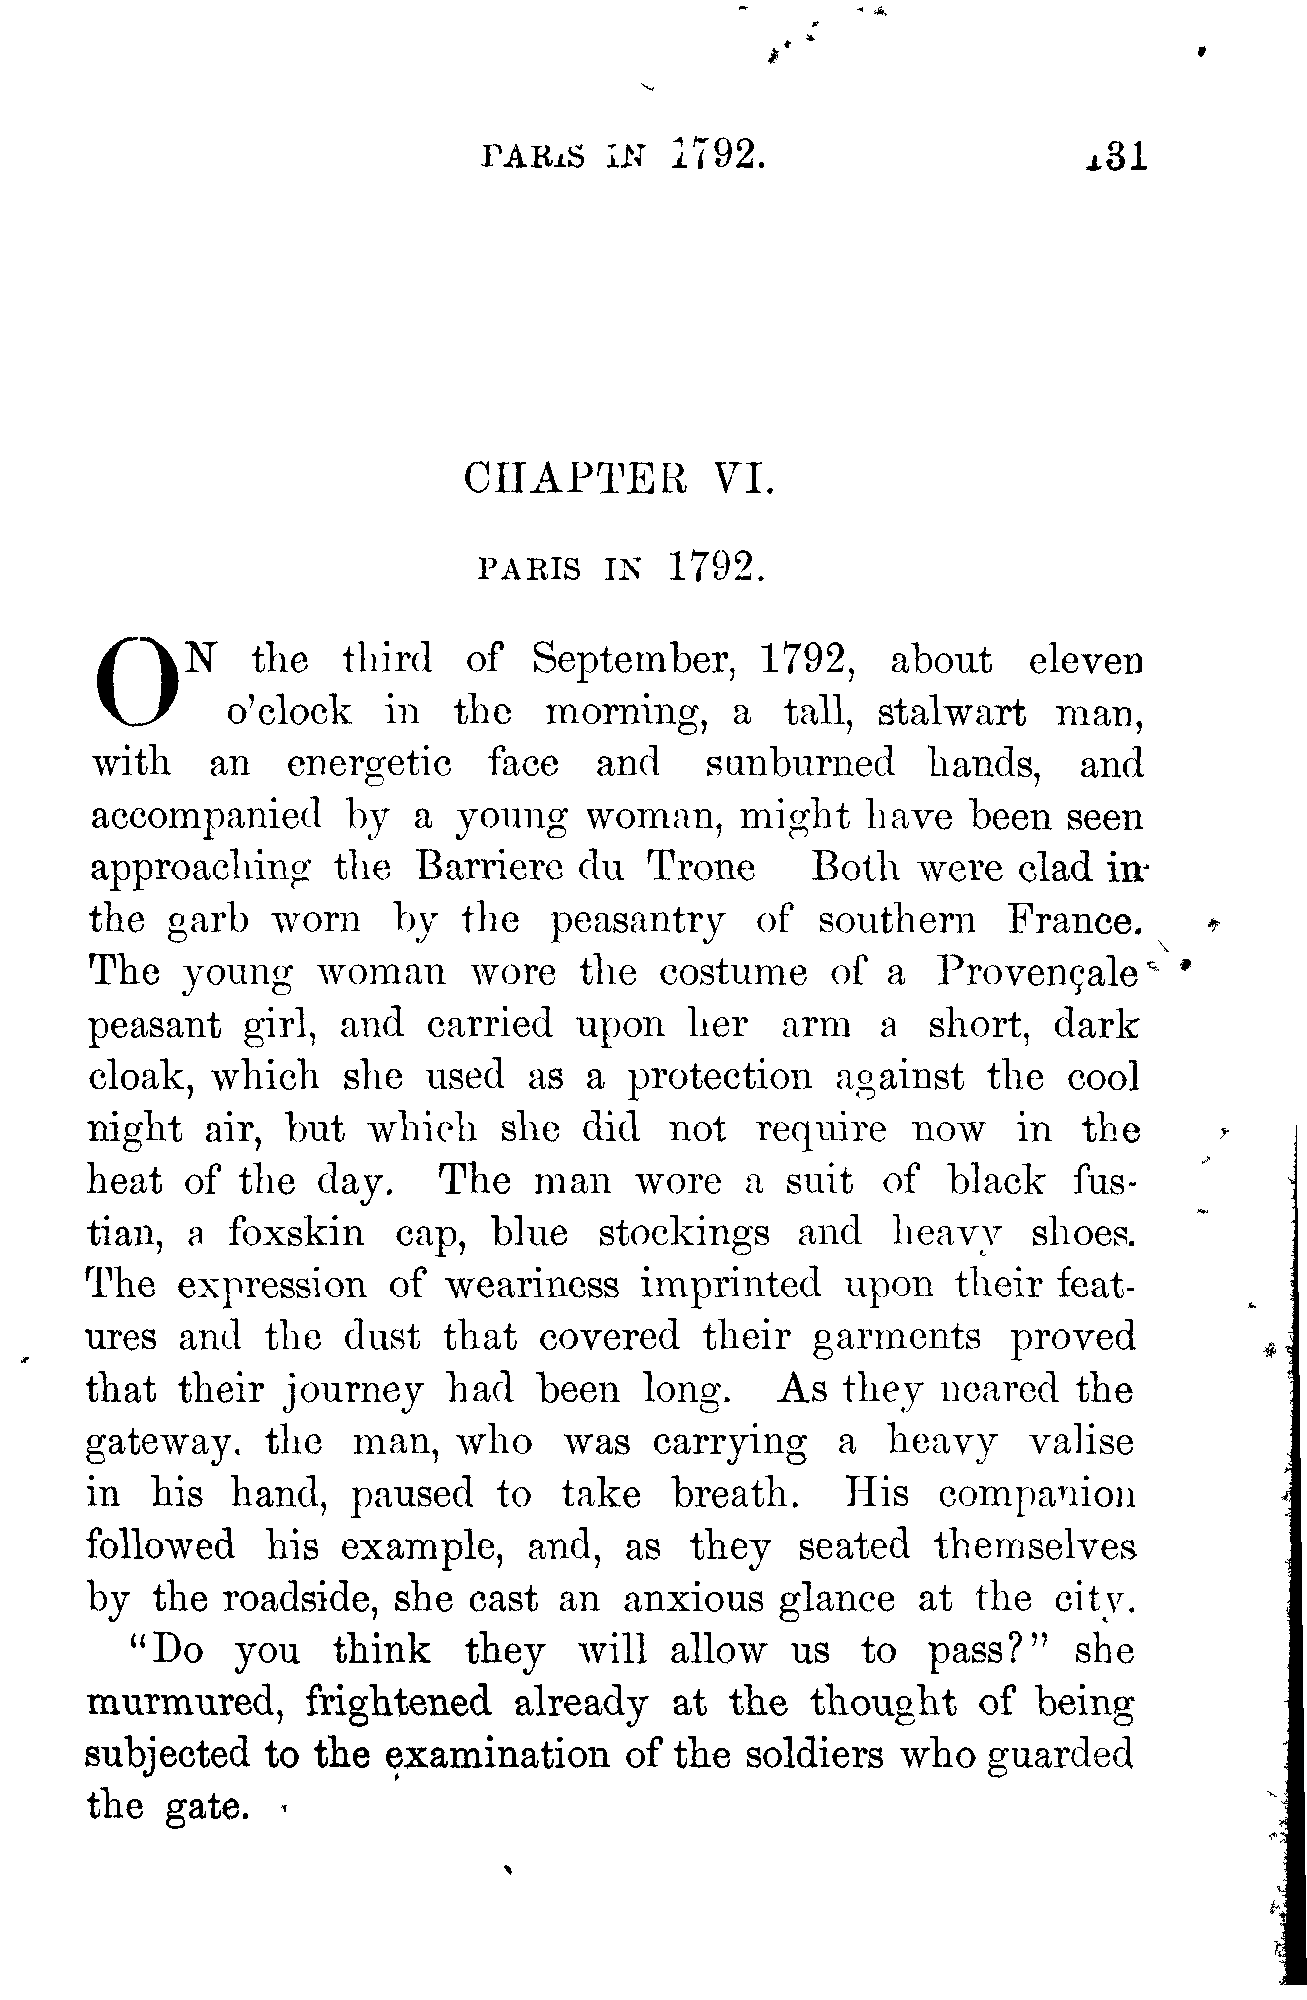 PARIS IN 1792. 131
CHAPTER VI.
PARIS IN 1792.
ON the third of September, 1792, about eleven
o'clock in the morning, a tall, stalwart man,
with an energetic face and sunburned hands, and
accompanied by a young woman, might have been seen
approaching the Barriere du Trone Both were clad in
the garb worn by the peasantry of southern France.
The young woman wore the costume of a Provençale
peasant girl, and carried upon her arm a short, dark
cloak, which she used as a protection against the cool
night air, but which she did not require now in the
heat of the day. The man wore a suit of black fus-
tian, a foxskin cap, blue stockings and heavy shoes.
The expression of weariness imprinted upon their feat-
ures and the dust that covered their garments proved
that their journey had been long. As they neared the
gateway. the man, who was carrying a heavy valise
in his hand, paused to take breath. His companion
followed his example, and, as they seated themselves
by the roadside, she cast an anxious glance at the city.
"Do you think they will allow us to pass?" she
murmured, frightened already at the thought of being
subjected to the examination of the soldiers who guarded
the gate.